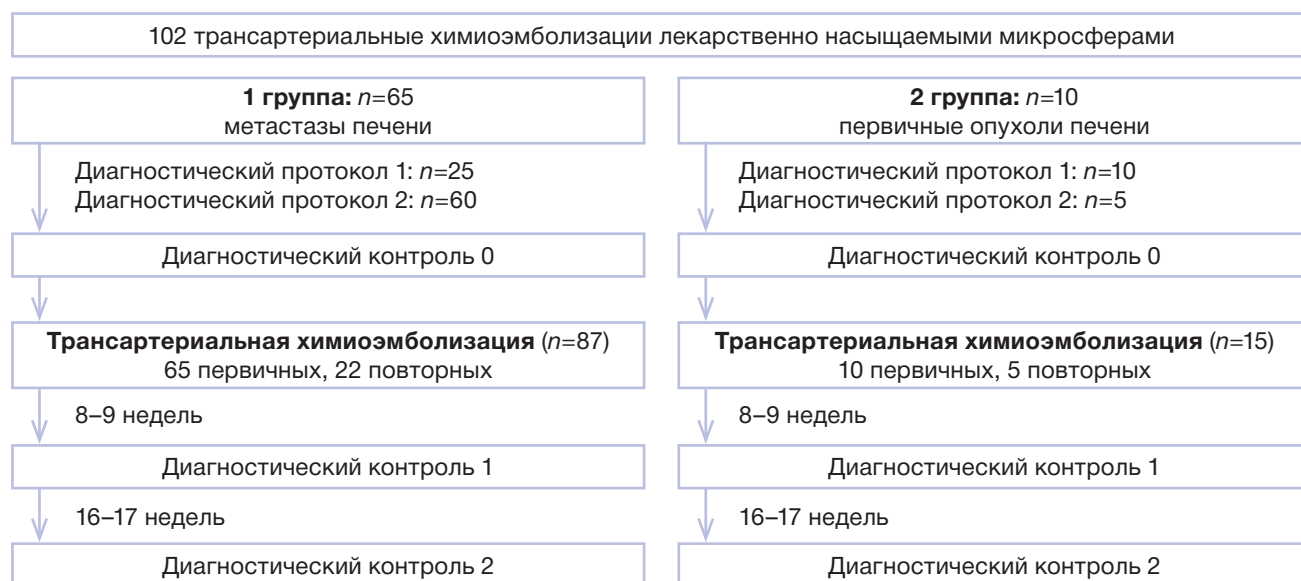 102 трансартериальные химиоэмболизации лекарственно насыщаемыми микросферами
1 группа: n=65
метастазы печени
Диагностический протокол 1: n=25
Диагностический протокол 2: n=60
Диагностический контроль 0
Трансартериальная химиоэмболизация (n=87)
65 первичных, 22 повторных
8–9 недель
Диагностический контроль 1
16–17 недель
Диагностический контроль 2
2 группа: n=10
первичные опухоли печени
Диагностический протокол 1: n=10
Диагностический протокол 2: n=5
Диагностический контроль 0
Трансартериальная химиоэмболизация (n=15)
10 первичных, 5 повторных
8–9 недель
Диагностический контроль 1
16–17 недель
Диагностический контроль 2